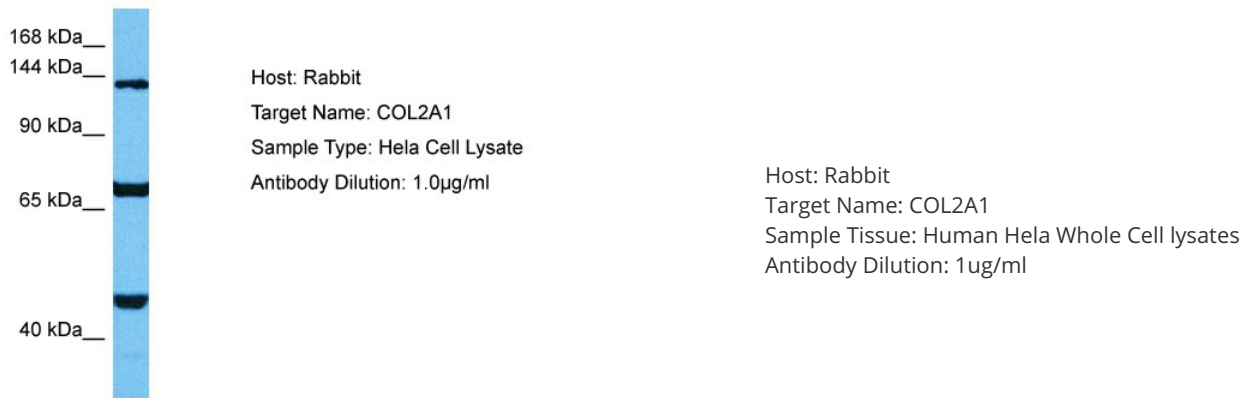 168 kDa__
144 kDa__
90 kDa__
65 kDa__
40 kDa__
Host: Rabbit
Target Name: COL2A1
Sample Type: Hela Cell Lysate
Antibody Dilution: 1.0µg/ml
Host: Rabbit
Target Name: COL2A1
Sample Tissue: Human Hela Whole Cell lysates
Antibody Dilution: 1ug/ml